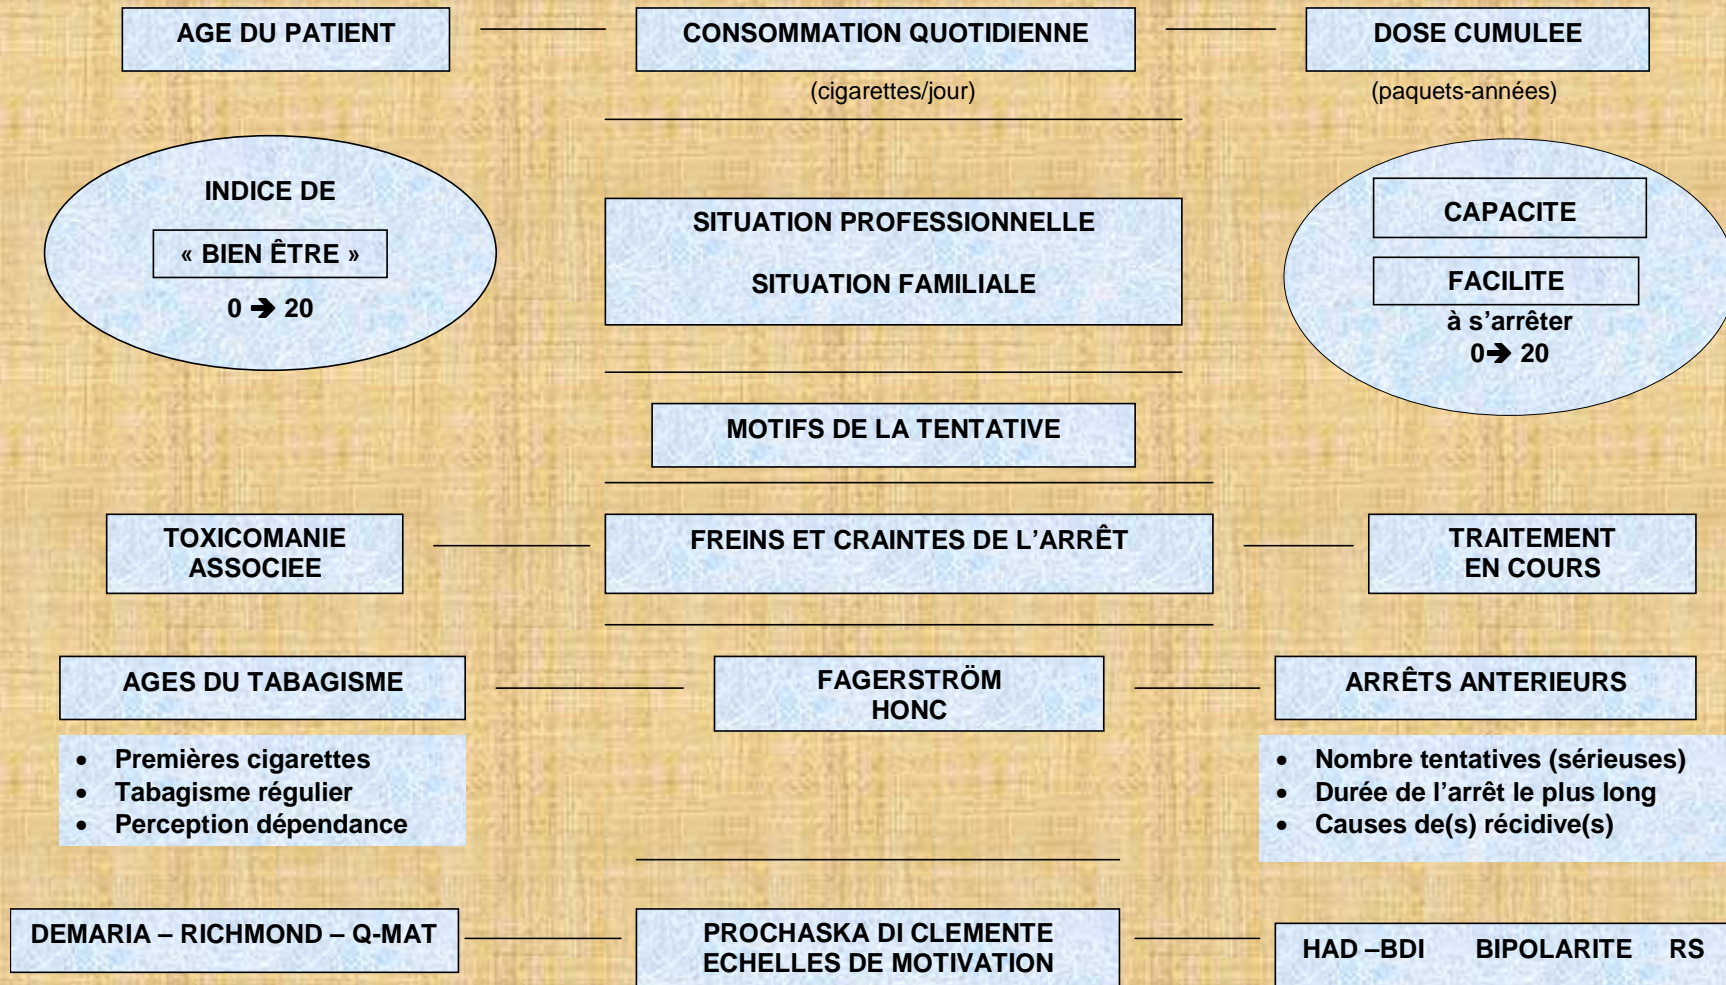 AGE DU PATIENT
CONSOMMATION QUOTIDIENNE
(cigarettes/jour)
DOSE CUMULEE
(paquets-années)
INDICE DE
« BIEN ÊTRE »
0 ➔ 20
SITUATION PROFESSIONNELLE
SITUATION FAMILIALE
CAPACITE
FACILITE
à s’arrêter
0➔ 20
MOTIFS DE LA TENTATIVE
TOXICOMANIE
ASSOCIEE
FREINS ET CRAINTES DE L’ARRÊT
TRAITEMENT
EN COURS
AGES DU TABAGISME
• Premières cigarettes
• Tabagisme régulier
• Perception dépendance
FAGERSTRÖM
HONC
ARRÊTS ANTERIEURS
• Nombre tentatives (sérieuses)
• Durée de l’arrêt le plus long
• Causes de(s) récidive(s)
DEMARIA – RICHMOND – Q-MAT
PROCHASKA DI CLEMENTE
ECHELLES DE MOTIVATION
HAD –BDI BIPOLARITE RS